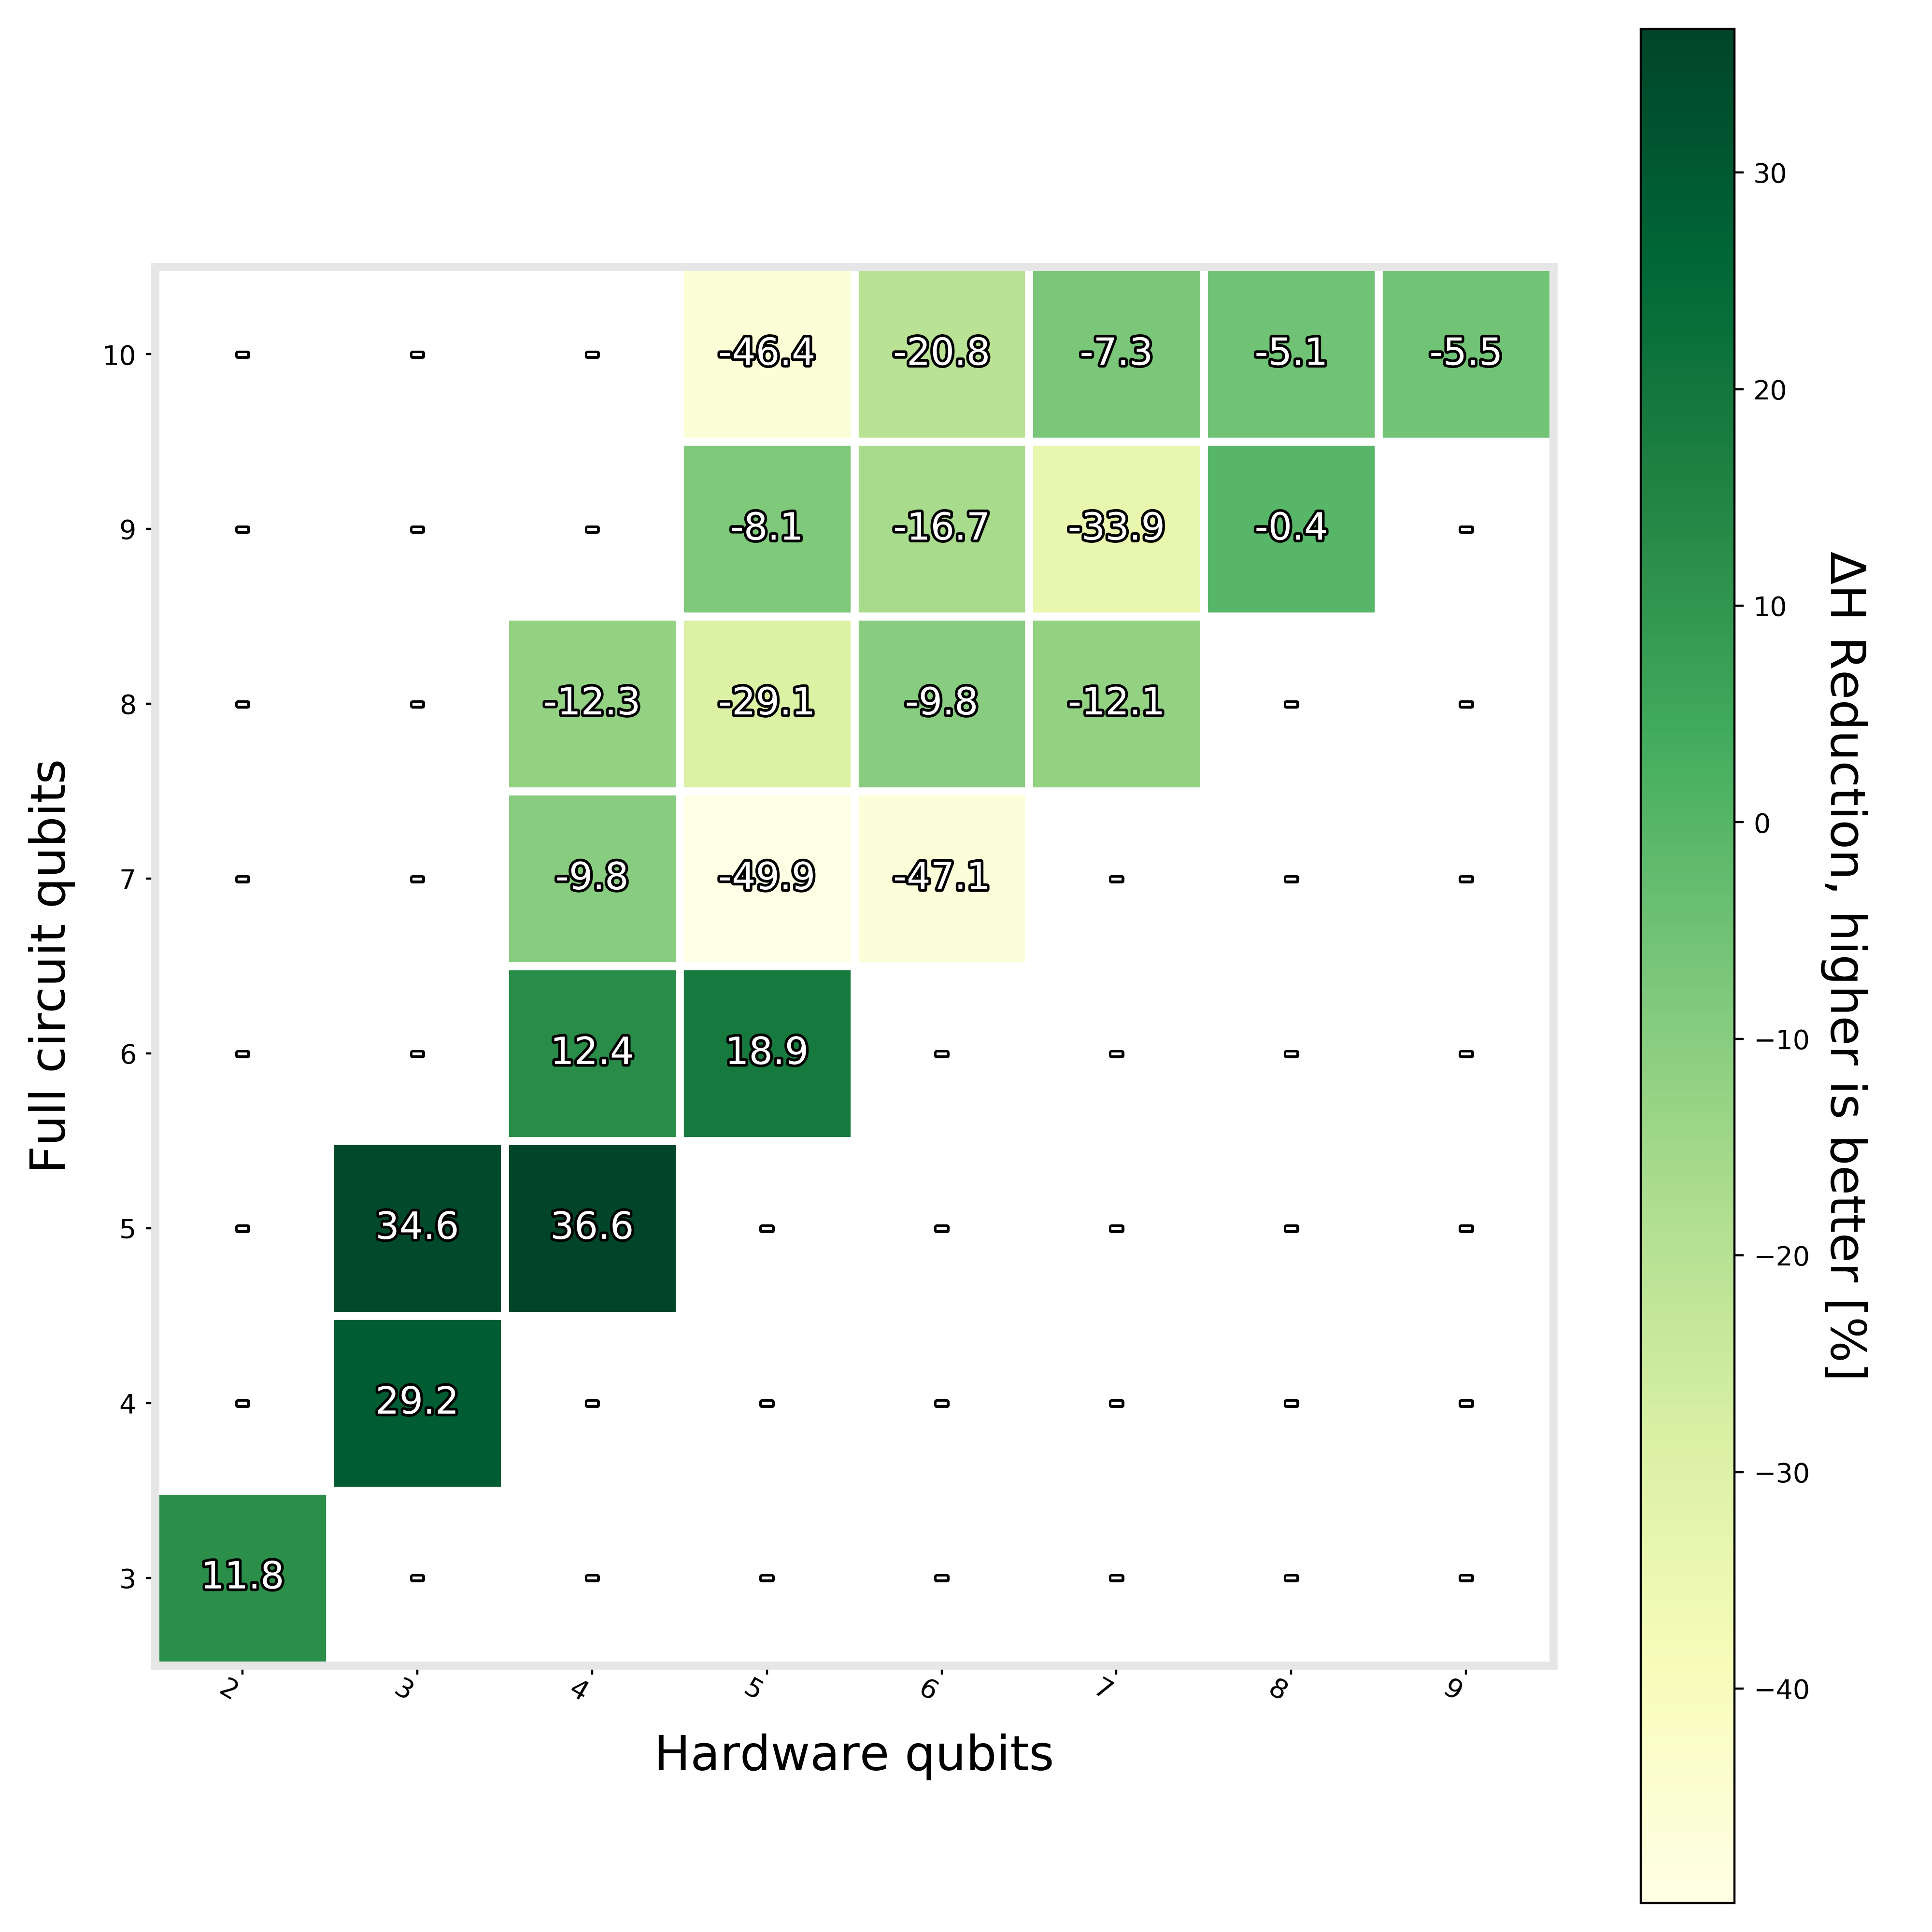 10 - - - -46.4 -20.8 -7.3 -5.1 -5.5
9 - - - -8.1 -16.7 -33.9 -0.4 -
8 - - -12.3 -29.1 -9.8 -12.1 - -
7 - - -9.8 -49.9 -47.1 - - -
6 - - 12.4 18.9 - - - -
5 - 34.6 36.6 - - - - -
4 - 29.2 - - - - - -
3 11.8 - - - - - - -
2 3 4 5 6 7 8 9
Hardware qubits
Full circuit qubits
30
20
10
0
−10
−20
−30
−40
ΔH Reduction, higher is better [%]